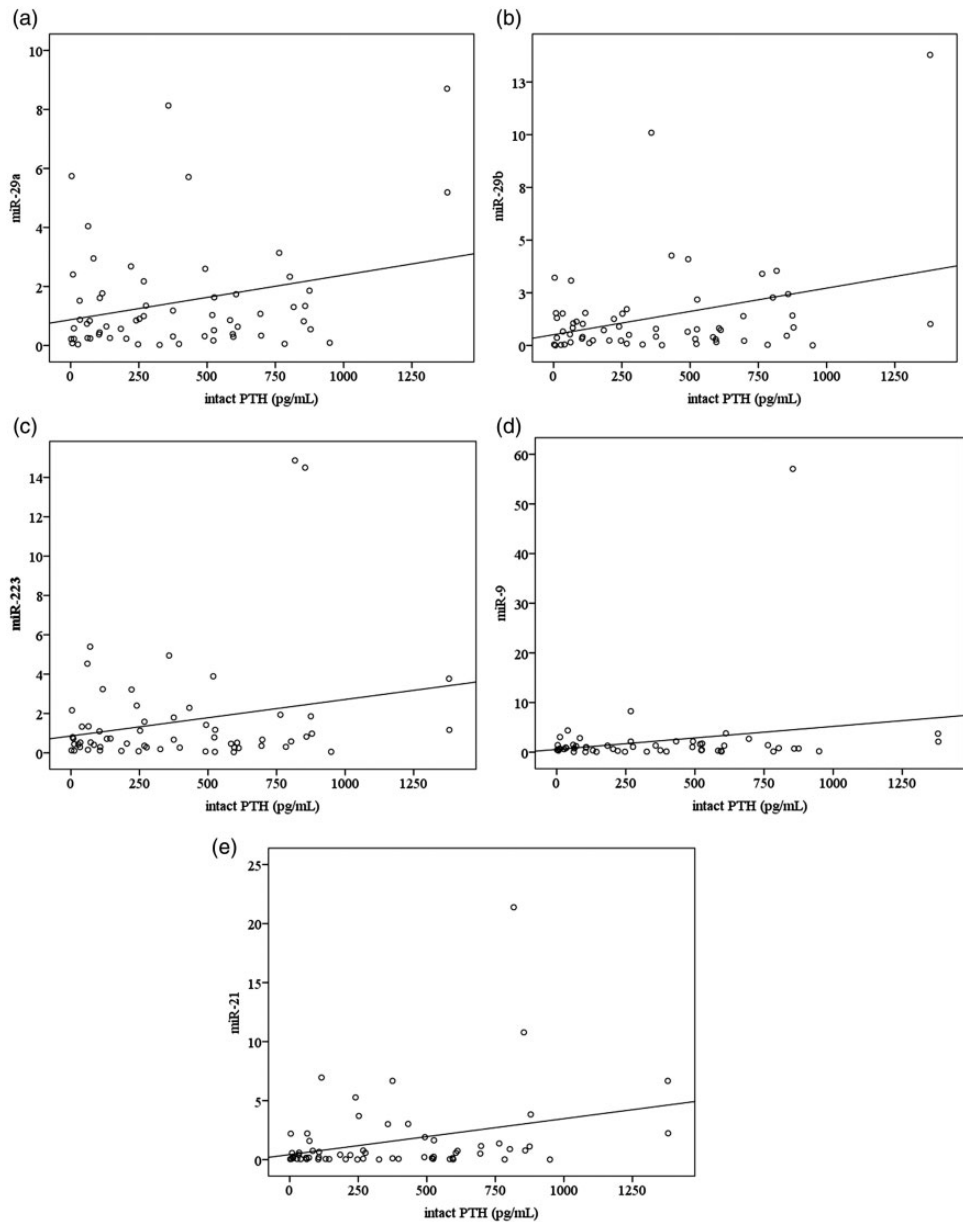 (a)
10
8
6
4
2
0
miR-29a
0 250 500 750 1000 1250
intact PTH (pg/mL)
(b)
13
10
8
5
3
0
miR-29b
0 250 500 750 1000 1250
intact PTH (pg/mL)
(c)
14
12
10
8
6
4
2
0
miR-223
0 250 500 750 1000 1250
intact PTH (pg/mL)
(d)
60
50
40
30
20
10
0
miR-9
0 250 500 750 1000 1250
intact PTH (pg/mL)
(e)
25
20
15
10
5
0
miR-21
0 250 500 750 1000 1250
intact PTH (pg/mL)